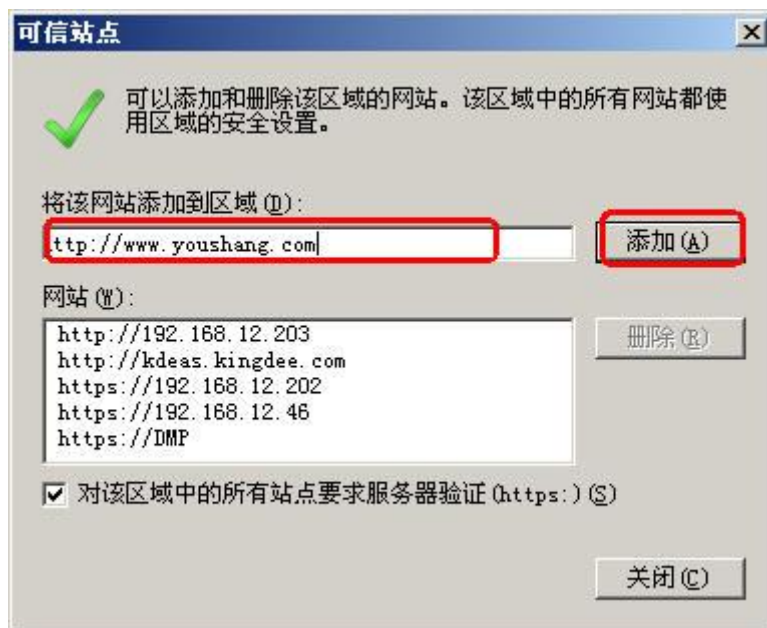 可信站点
可以添加和删除该区域的网站。该区域中的所有网站都使
用区域的安全设置。
将该网站添加到区域(D):
ttp://www.youshang.com
添加(A)
网站(W):
http://192.168.12.203
http://kdeas.kingdee.com
https://192.168.12.202
https://192.168.12.46
https://DMP
删除(R)
对该区域中的所有站点要求服务器验证(https:)(S)
关闭(C)